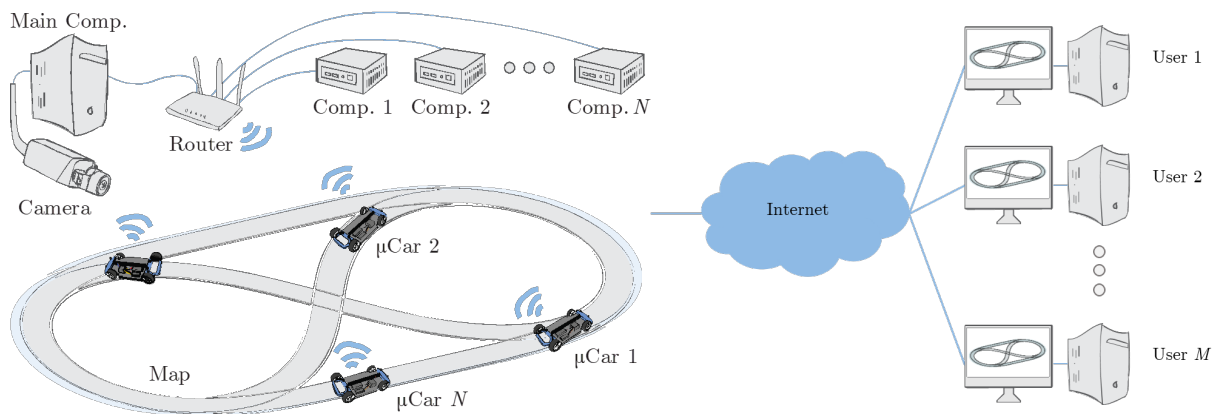 Main Comp.
Comp. 1
Comp. 2
Comp. N
Router
Camera
µCar 2
µCar 1
Map
µCar N
Internet
User 1
User 2
User M